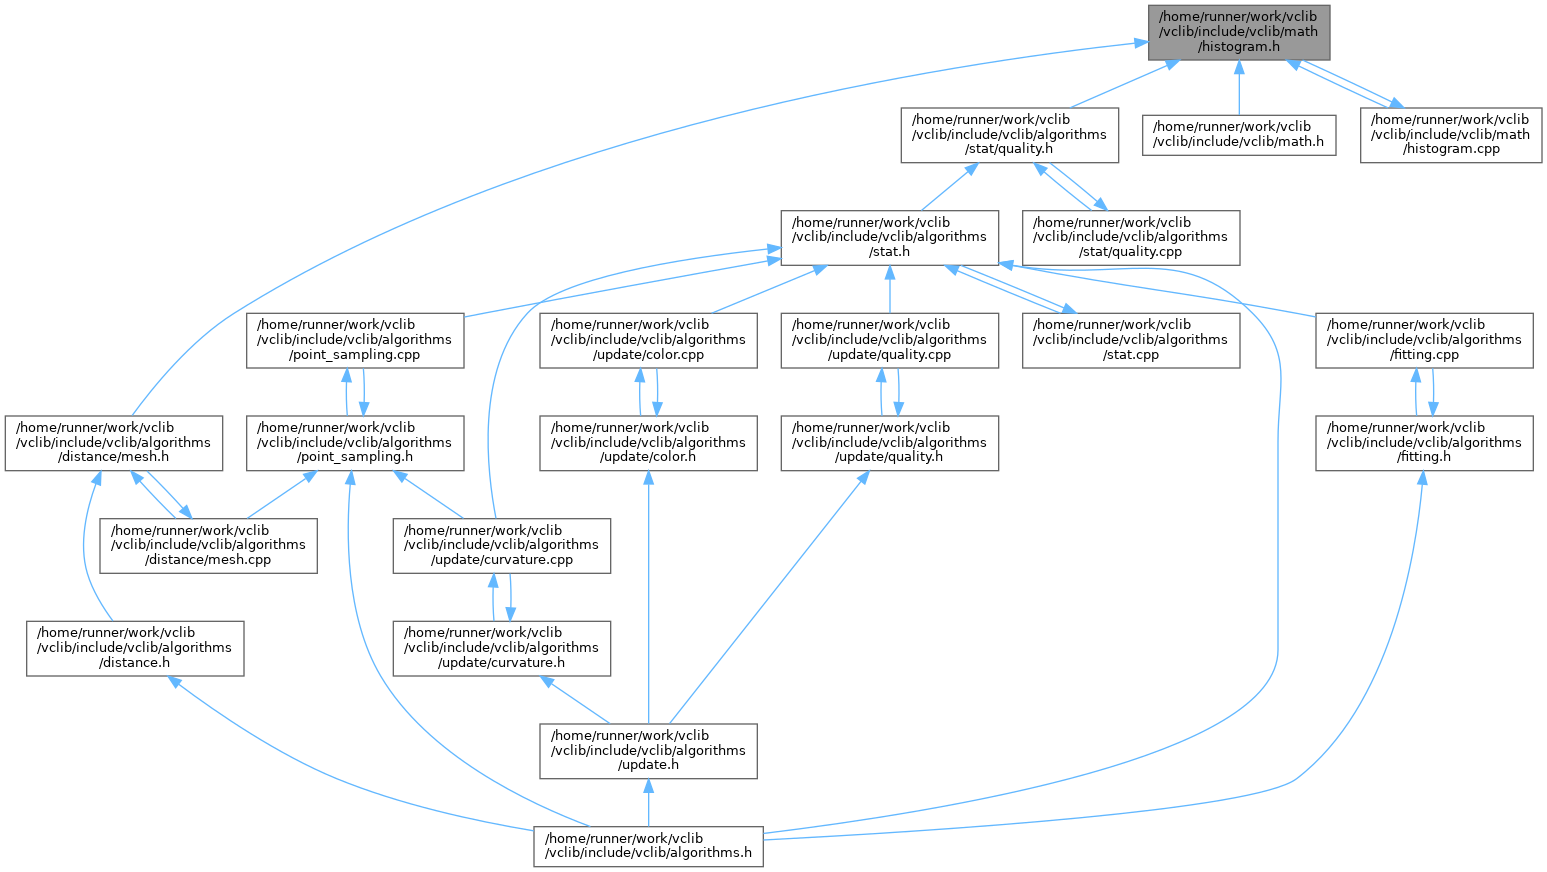 /home/runner/work/vclib
/vclib/include/vclib/math
/histogram.h
/home/runner/work/vclib
/vclib/include/vclib/algorithms
/stat/quality.h
/home/runner/work/vclib
/vclib/include/vclib/math.h
/home/runner/work/vclib
/vclib/include/vclib/math
/histogram.cpp
/home/runner/work/vclib
/vclib/include/vclib/algorithms
/stat.h
/home/runner/work/vclib
/vclib/include/vclib/algorithms
/stat/quality.cpp
/home/runner/work/vclib
/vclib/include/vclib/algorithms
/point_sampling.cpp
/home/runner/work/vclib
/vclib/include/vclib/algorithms
/update/color.cpp
/home/runner/work/vclib
/vclib/include/vclib/algorithms
/update/quality.cpp
/home/runner/work/vclib
/vclib/include/vclib/algorithms
/stat.cpp
/home/runner/work/vclib
/vclib/include/vclib/algorithms
/fitting.cpp
/home/runner/work/vclib
/vclib/include/vclib/algorithms
/distance/mesh.h
/home/runner/work/vclib
/vclib/include/vclib/algorithms
/point_sampling.h
/home/runner/work/vclib
/vclib/include/vclib/algorithms
/update/color.h
/home/runner/work/vclib
/vclib/include/vclib/algorithms
/update/quality.h
/home/runner/work/vclib
/vclib/include/vclib/algorithms
/fitting.h
/home/runner/work/vclib
/vclib/include/vclib/algorithms
/distance/mesh.cpp
/home/runner/work/vclib
/vclib/include/vclib/algorithms
/update/curvature.cpp
/home/runner/work/vclib
/vclib/include/vclib/algorithms
/distance.h
/home/runner/work/vclib
/vclib/include/vclib/algorithms
/update/curvature.h
/home/runner/work/vclib
/vclib/include/vclib/algorithms
/update.h
/home/runner/work/vclib
/vclib/include/vclib/algorithms.h